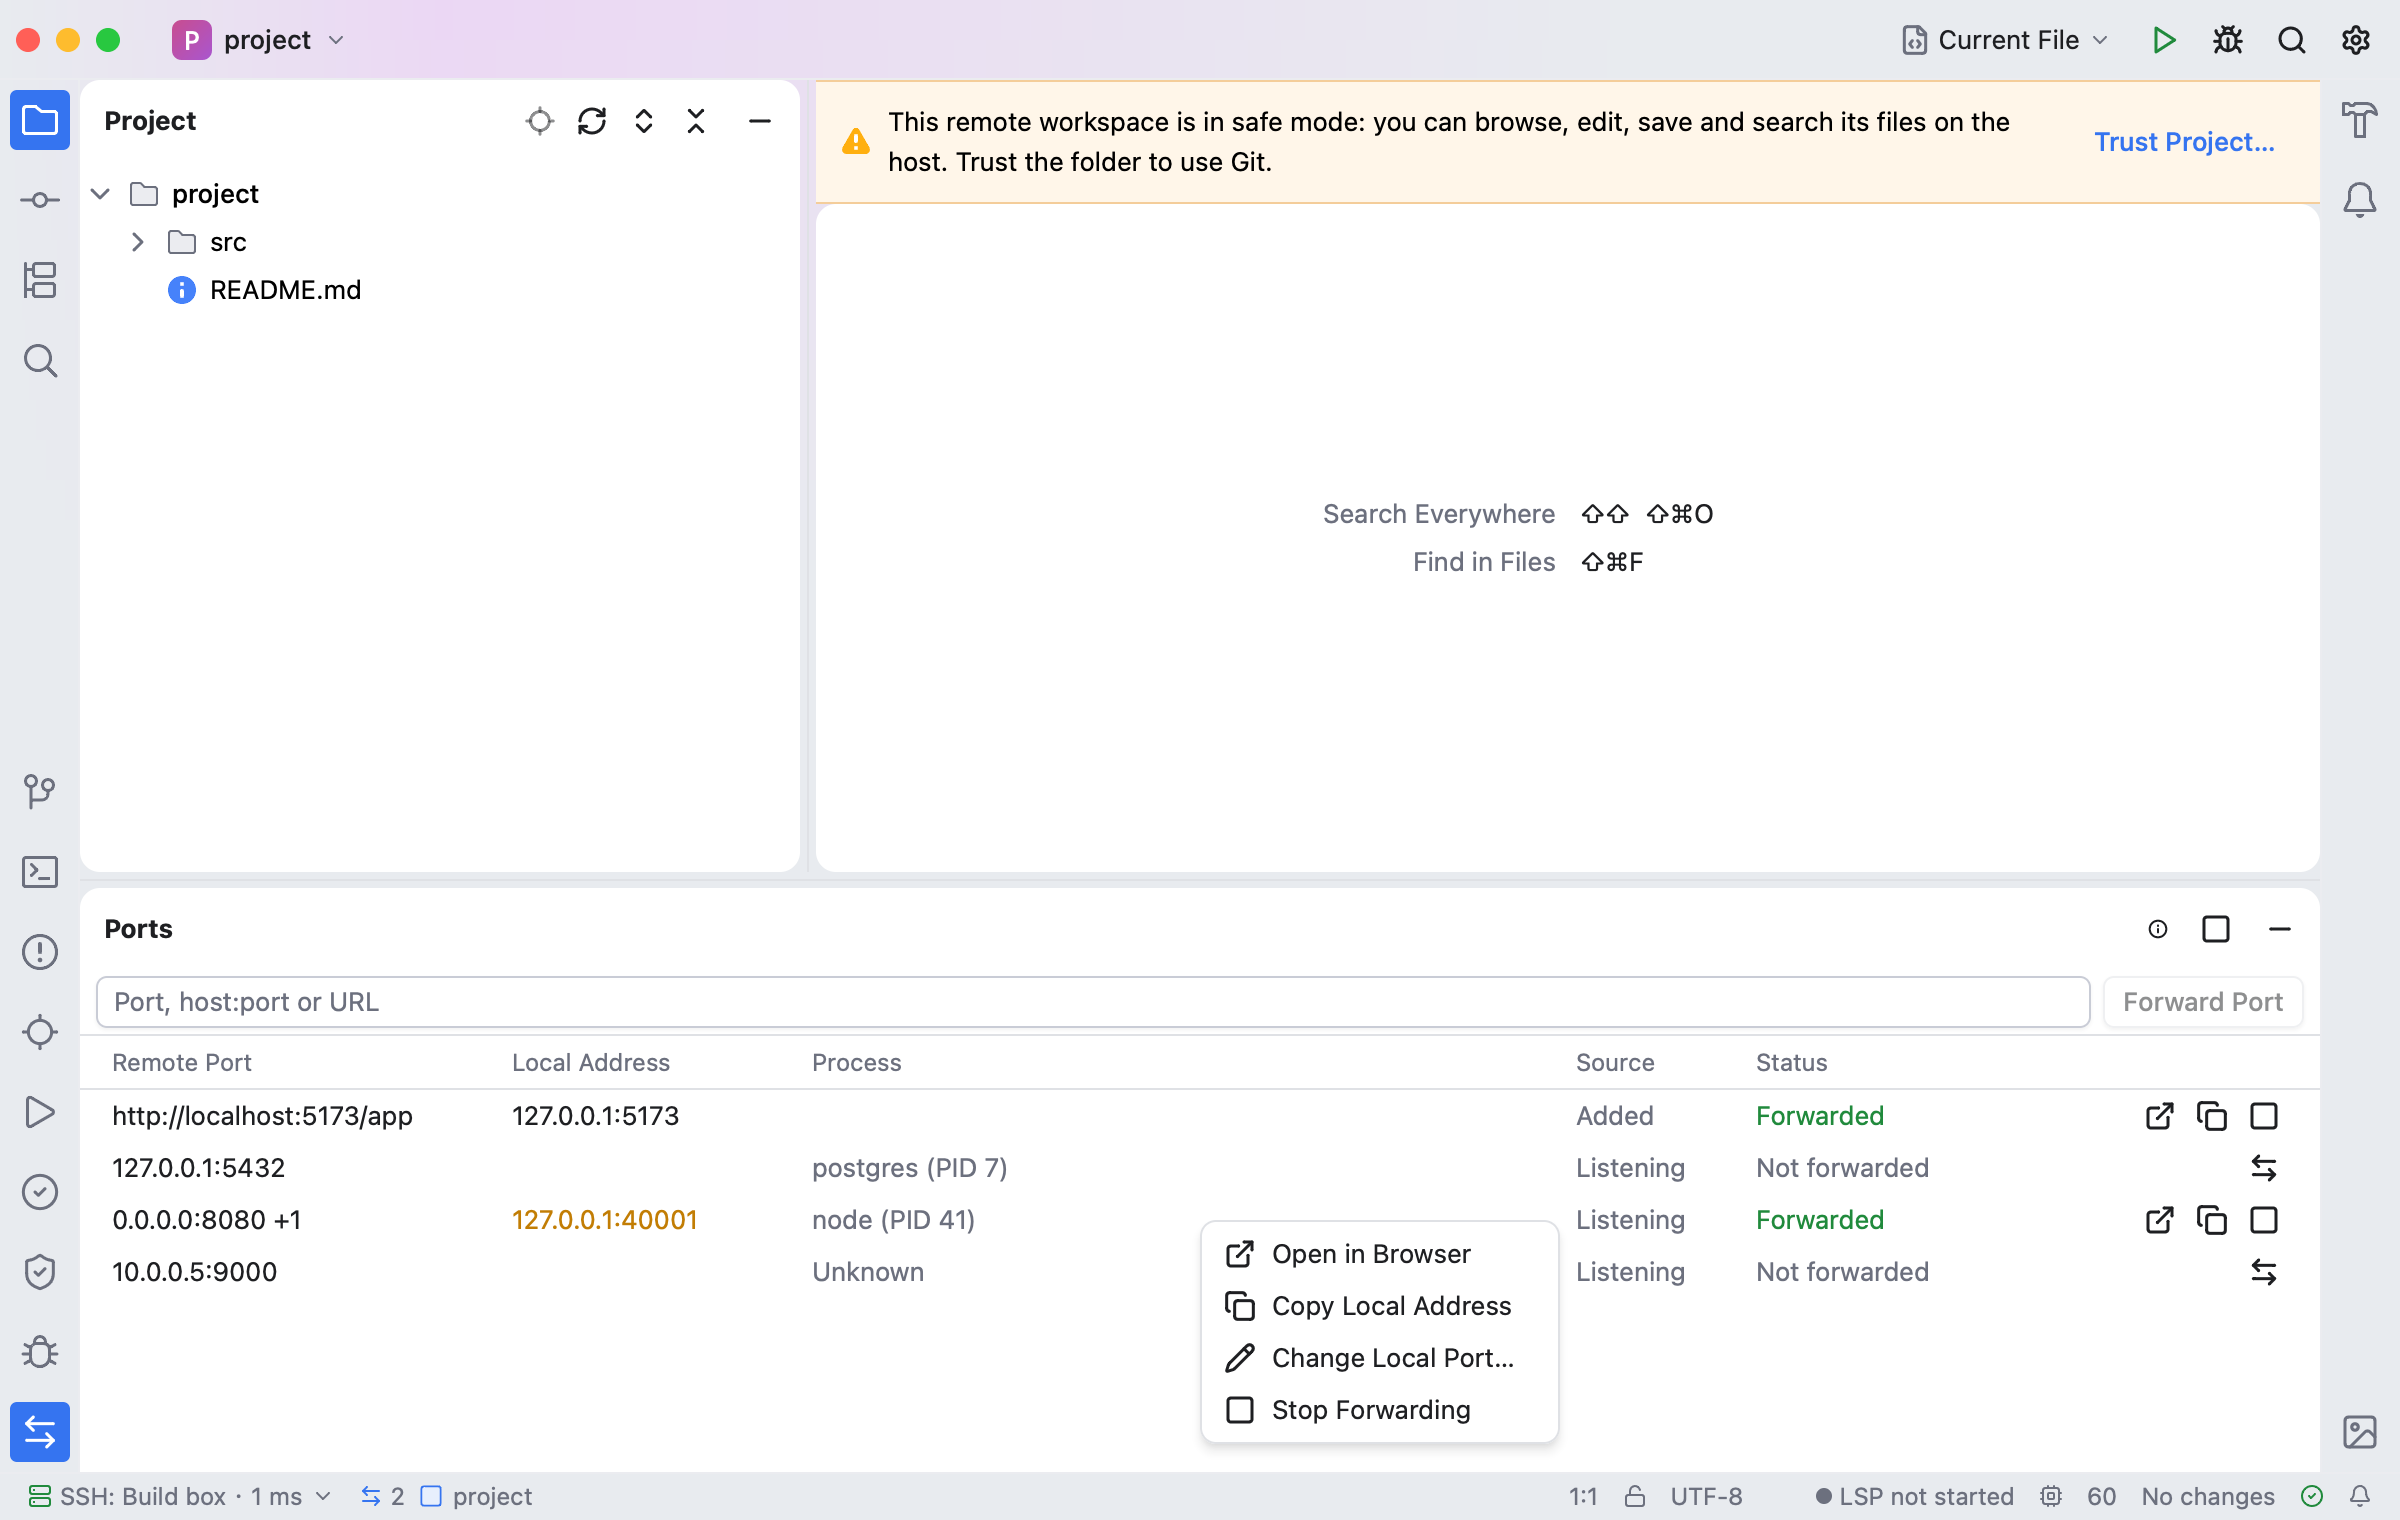 P project
Current File
Project
project
src
README.md
This remote workspace is in safe mode: you can browse, edit, save and search its files on the
host. Trust the folder to use Git.
Trust Project...
Search Everywhere ⇧⇧ ⇧⌘O
Find in Files ⇧⌘F
Ports
Port, host:port or URL
Forward Port
Remote Port Local Address Process Source Status
http://localhost:5173/app 127.0.0.1:5173 Added Forwarded
127.0.0.1:5432 postgres (PID 7) Listening Not forwarded
0.0.0.0:8080 +1 127.0.0.1:40001 node (PID 41) Listening Forwarded
10.0.0.5:9000 Unknown Listening Not forwarded
Open in Browser
Copy Local Address
Change Local Port...
Stop Forwarding
SSH: Build box · 1 ms 2 project 1:1 UTF-8 LSP not started 60 No changes